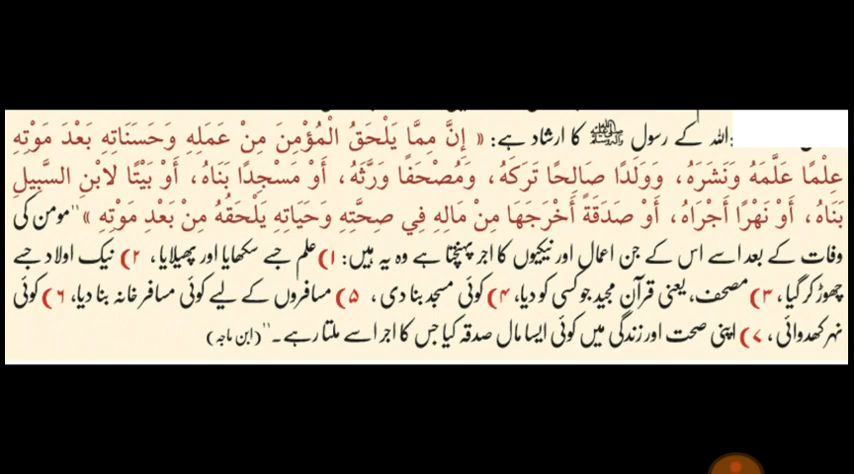 :اللہ کے رسول ﷺ کا ارشاد ہے: « إِنَّ مِمَّا يَلْحَقُ الْمُؤْمِنَ مِنْ عَمَلِهِ وَحَسَنَاتِهِ بَعْدَ مَوْتِهِ
عِلْمًا عَلَّمَهُ وَنَشَرَهُ، وَوَلَدًا صَالِحًا تَرَكَهُ، وَمُصْحَفًا وَرَّثَهُ، أَوْ مَسْجِدًا بَنَاهُ، أَوْ بَيْتًا لِابْنِ السَّبِيلِ
بَنَاهُ، أَوْ نَهْرًا أَجْرَاهُ، أَوْ صَدَقَةً أَخْرَجَهَا مِنْ مَالِهِ فِي صِحَّتِهِ وَحَيَاتِهِ يَلْحَقُهُ مِنْ بَعْدِ مَوْتِهِ » ''مومن کی
وفات کے بعد اسے اس کے جن اعمال اور نیکیوں کا اجر پہنچتا ہے وہ یہ ہیں: ۱) علم جسے سکھایا اور پھیلایا، ۲) نیک اولاد جسے
چھوڑ کر گیا، ۳) مصحف، یعنی قرآن مجید جو کسی کو دیا، ۴) کوئی مسجد بنا دی، ۵) مسافروں کے لیے کوئی مسافر خانہ بنا دیا، ۶) کوئی
نہر کھدوائی، ۷) اپنی صحت اور زندگی میں کوئی ایسا مال صدقہ کیا جس کا اجر اسے ملتا رہے۔'' (ابن ماجہ)